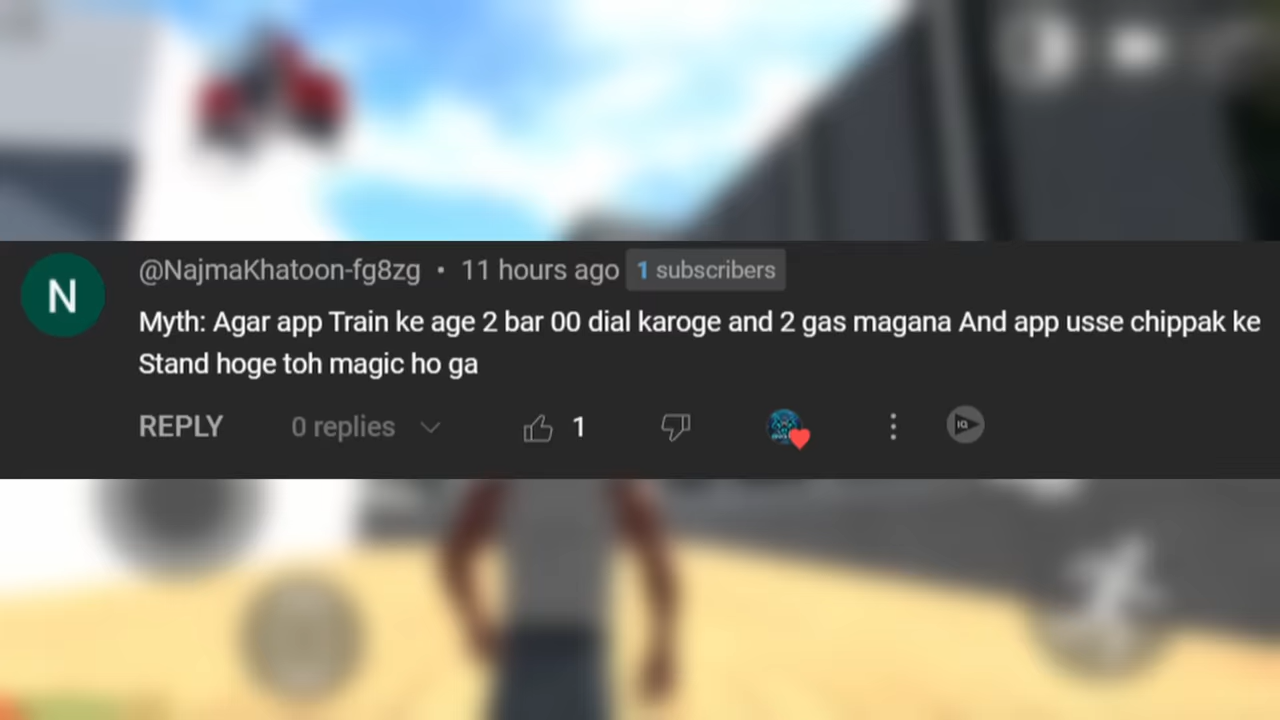 N
@NajmaKhatoon-fg8zg • 11 hours ago 1 subscribers
Myth: Agar app Train ke age 2 bar 00 dial karoge and 2 gas magana And app usse chippak ke
Stand hoge toh magic ho ga
REPLY 0 replies 1 IQ